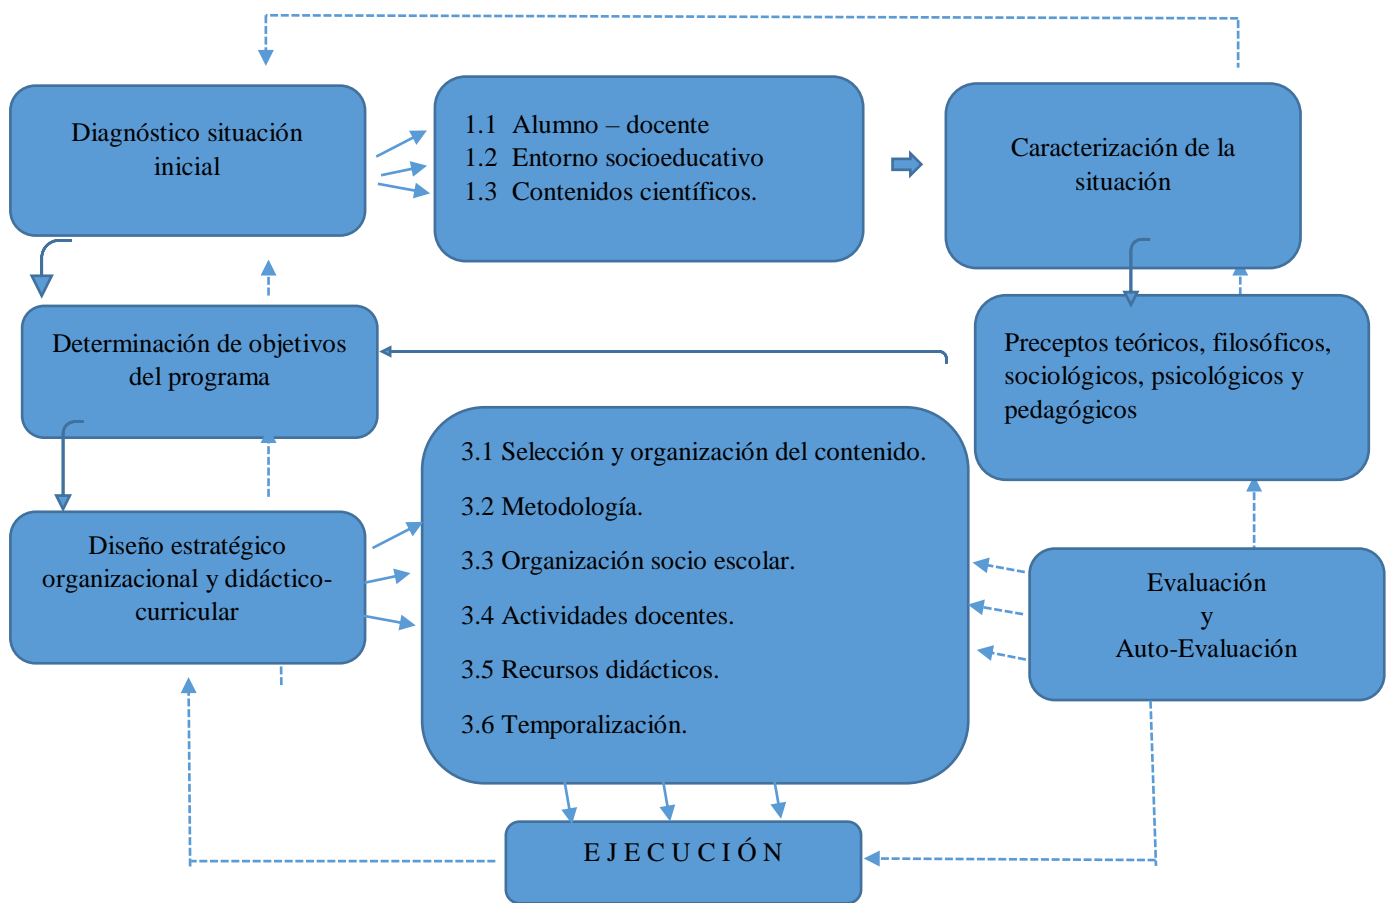 Diagnóstico situación
inicial
1.1 Alumno – docente
1.2 Entorno socioeducativo
1.3 Contenidos científicos.
Caracterización de la
situación
Determinación de objetivos
del programa
Preceptos teóricos, filosóficos,
sociológicos, psicológicos y
pedagógicos
3.1 Selección y organización del contenido.
3.2 Metodología.
3.3 Organización socio escolar.
3.4 Actividades docentes.
3.5 Recursos didácticos.
3.6 Temporalización.
Diseño estratégico
organizacional y didáctico-
curricular
Evaluación
y
Auto-Evaluación
E J E C U C I Ó N